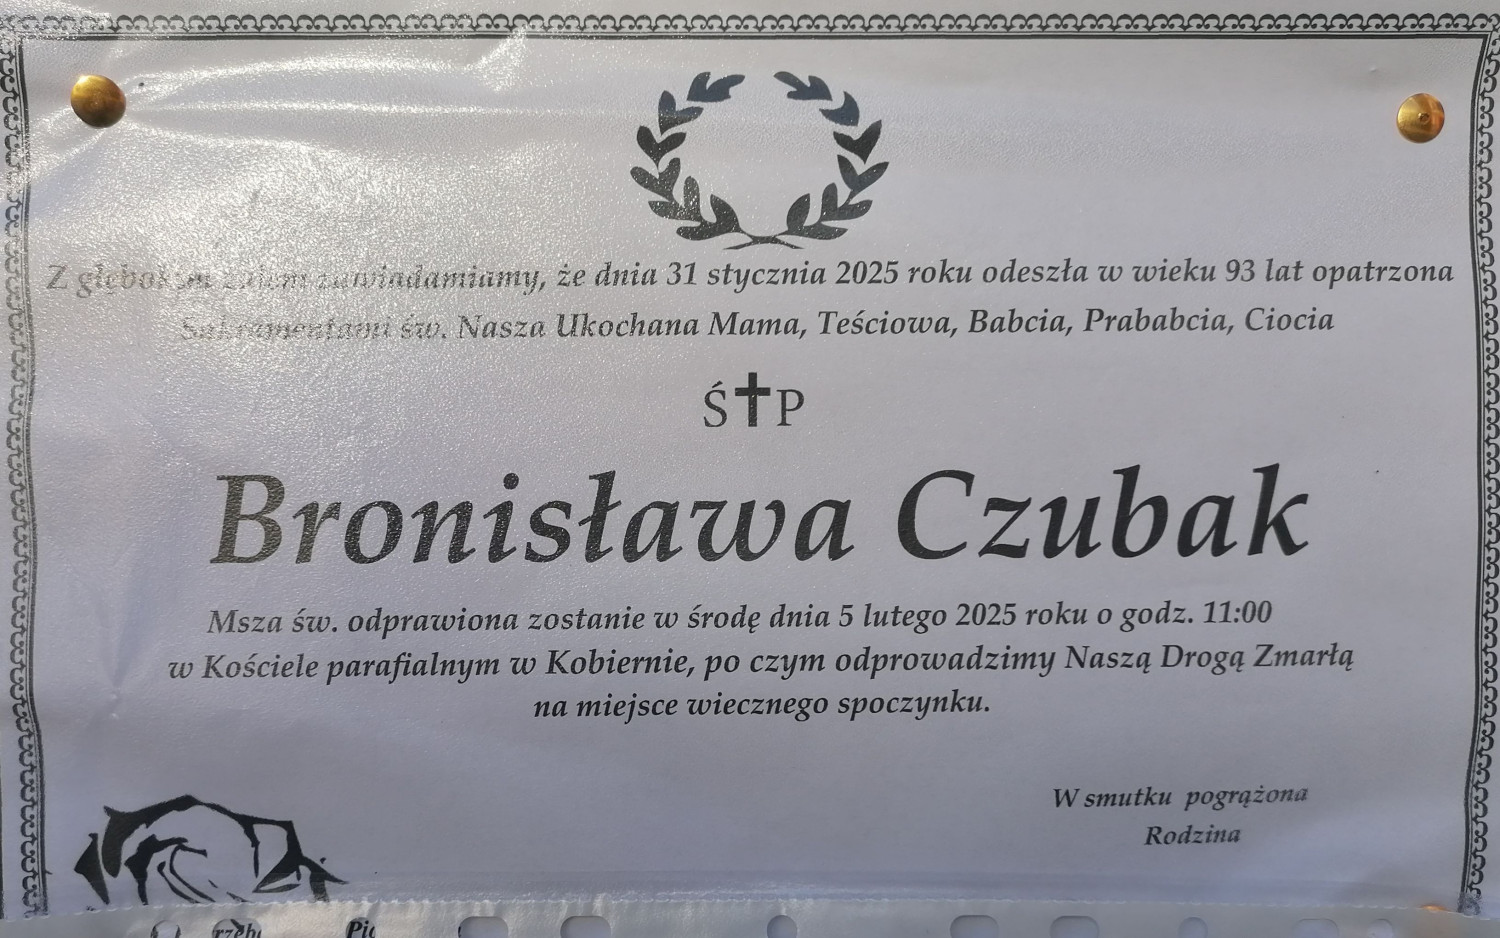 Z głębokim żalem zawiadamiamy, że dnia 31 stycznia 2025 roku odeszła w wieku 93 lat opatrzona
Sakramentami św. Nasza Ukochana Mama, Teściowa, Babcia, Prababcia, Ciocia
Ś✝P
Bronisława Czubak
Msza św. odprawiona zostanie w środę dnia 5 lutego 2025 roku o godz. 11:00
w Kościele parafialnym w Kobiernie, po czym odprowadzimy Naszą Drogą Zmarłą
na miejsce wiecznego spoczynku.
W smutku pogrążona
Rodzina